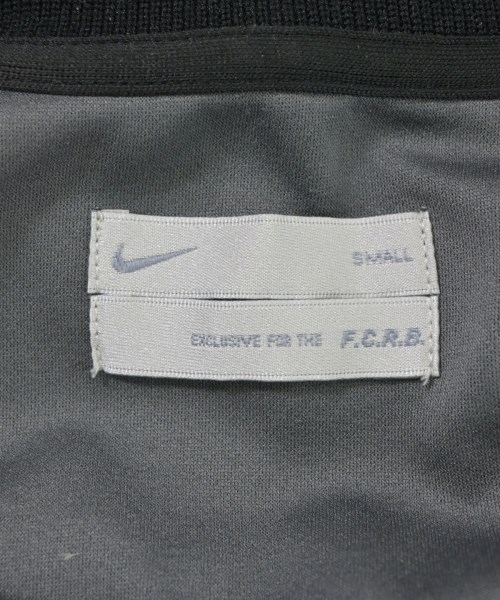 SMALL
EXCLUSIVE FOR THE F.C.R.B.